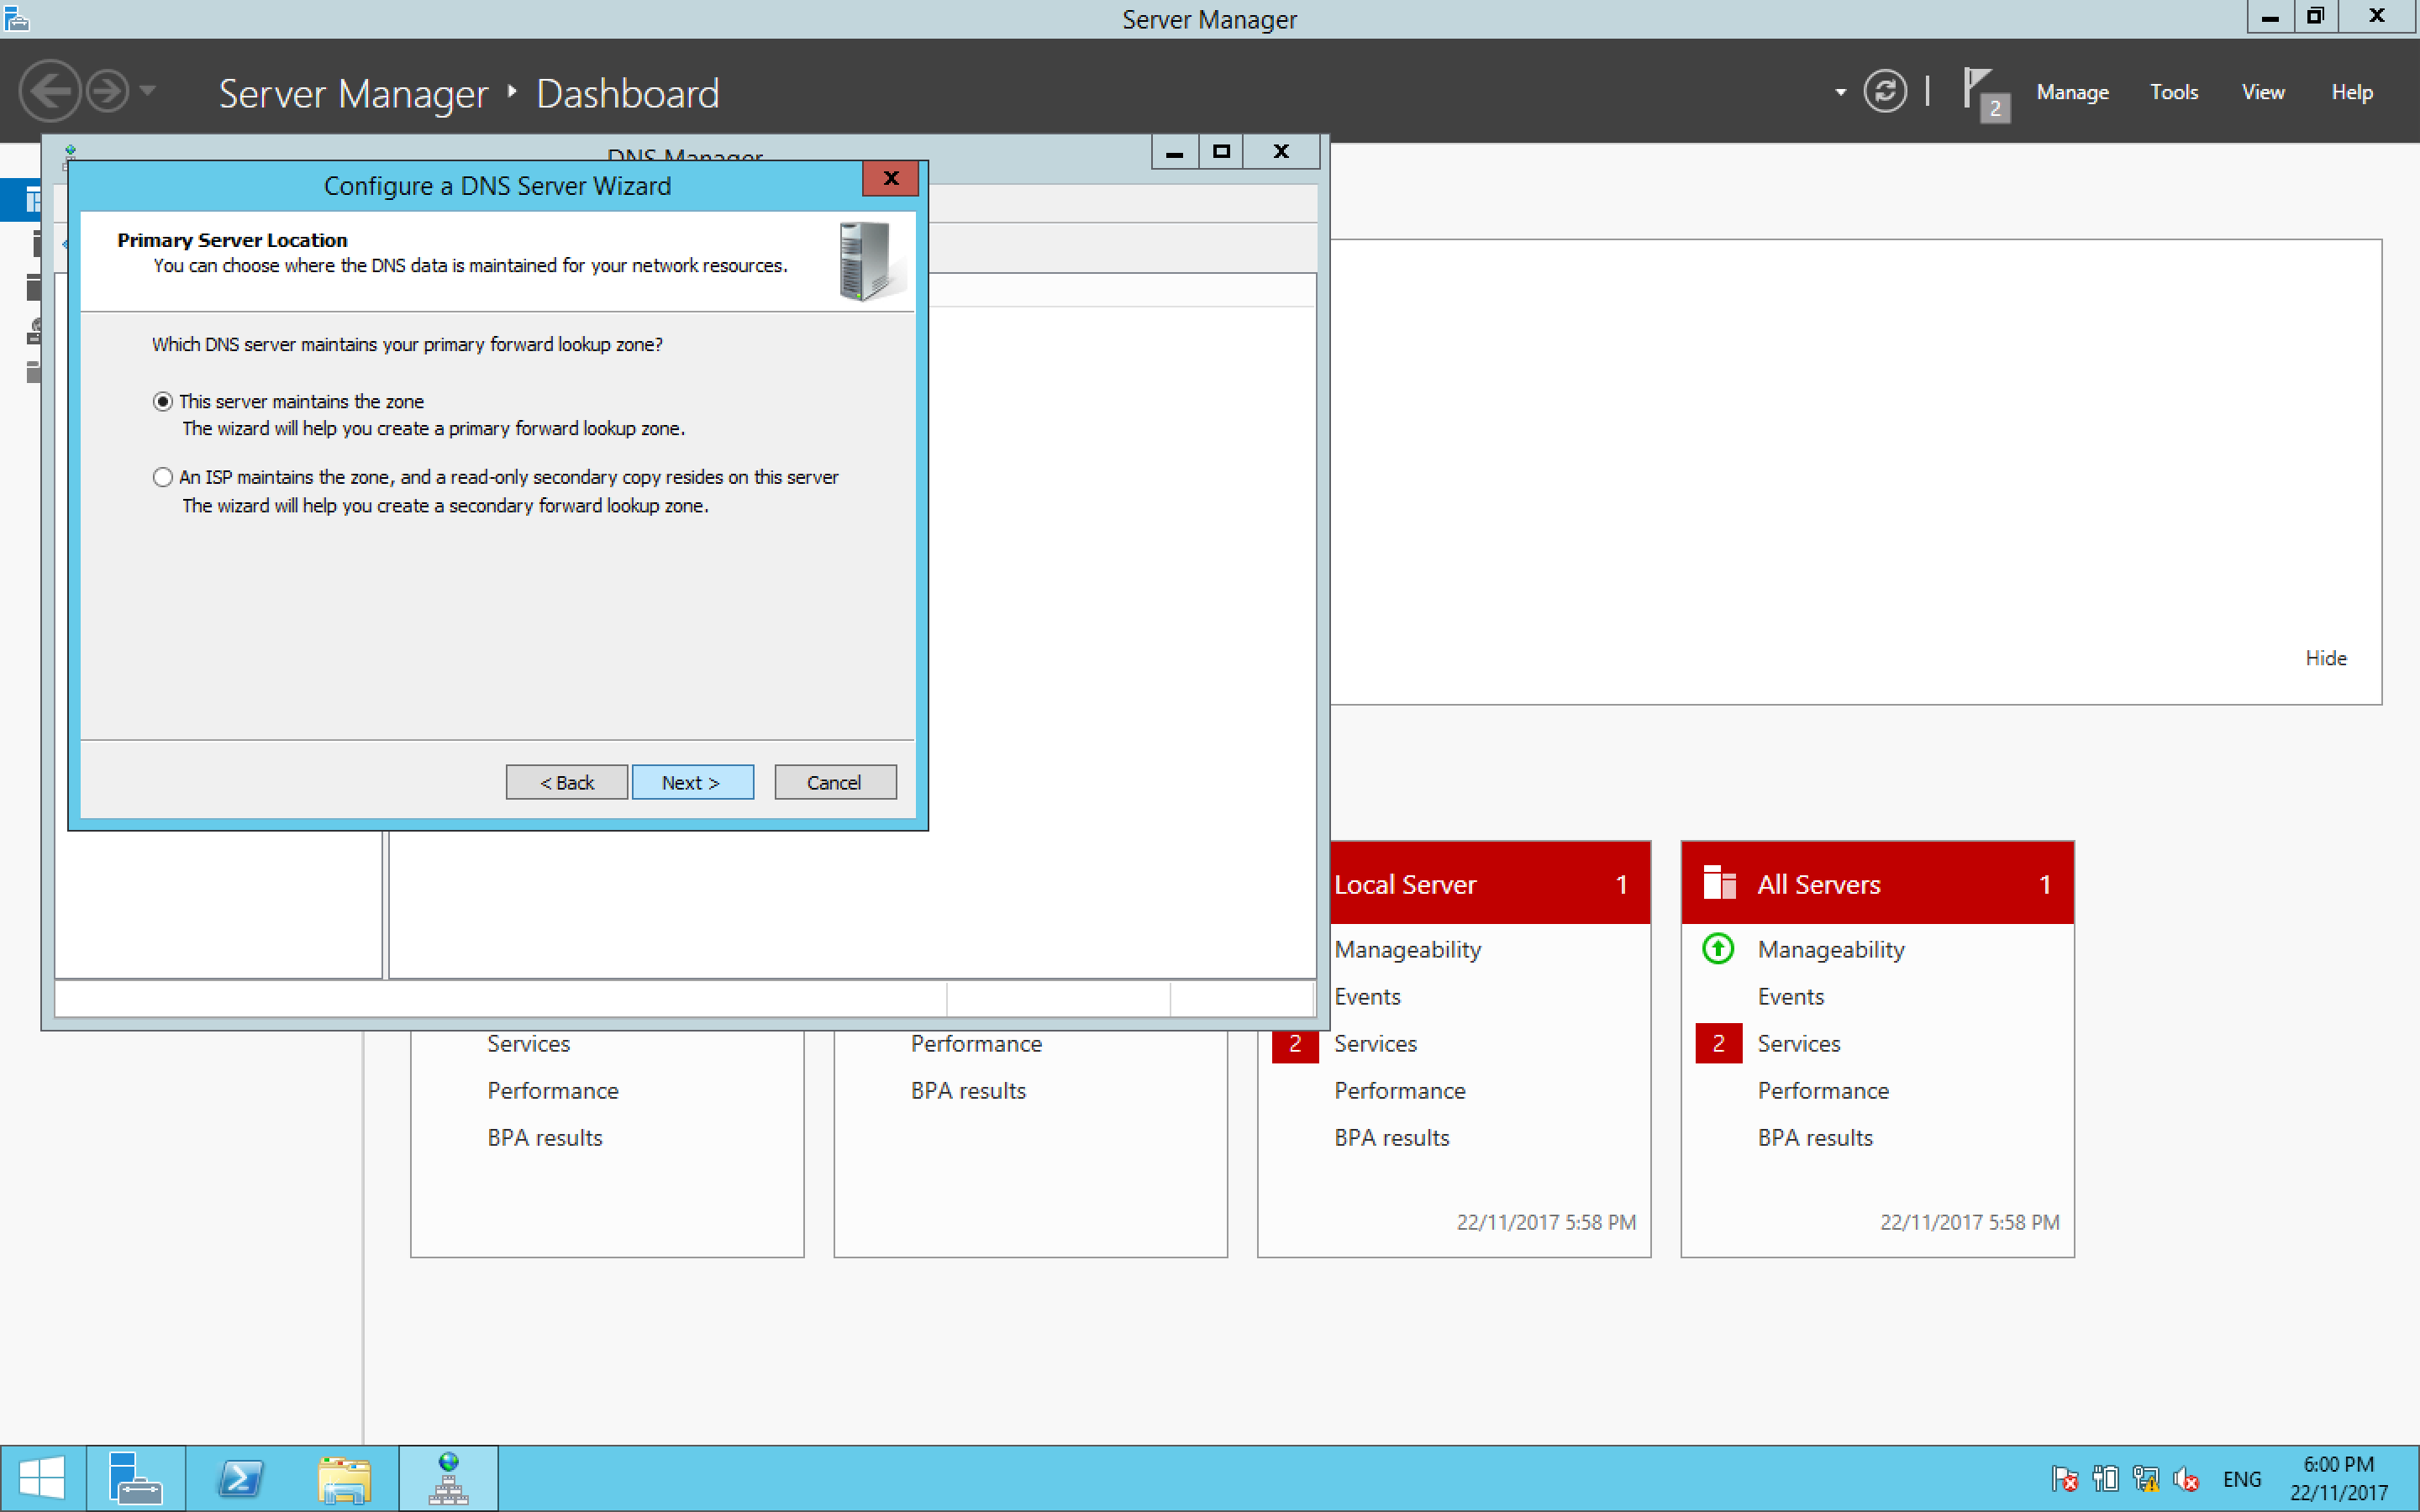 Server Manager
Server Manager
Dashboard
2
Manage
Tools
View
Help
DNS Manager
Configure a DNS Server Wizard
Primary Server Location
You can choose where the DNS data is maintained for your network resources.
Which DNS server maintains your primary forward lookup zone?
This server maintains the zone
The wizard will help you create a primary forward lookup zone.
An ISP maintains the zone, and a read-only secondary copy resides on this server
The wizard will help you create a secondary forward lookup zone.
< Back
Next >
Cancel
Hide
Services
Performance
BPA results
Performance
BPA results
Local Server 1
Manageability
Events
2 Services
Performance
BPA results
22/11/2017 5:58 PM
All Servers 1
Manageability
Events
2 Services
Performance
BPA results
22/11/2017 5:58 PM
ENG
6:00 PM
22/11/2017